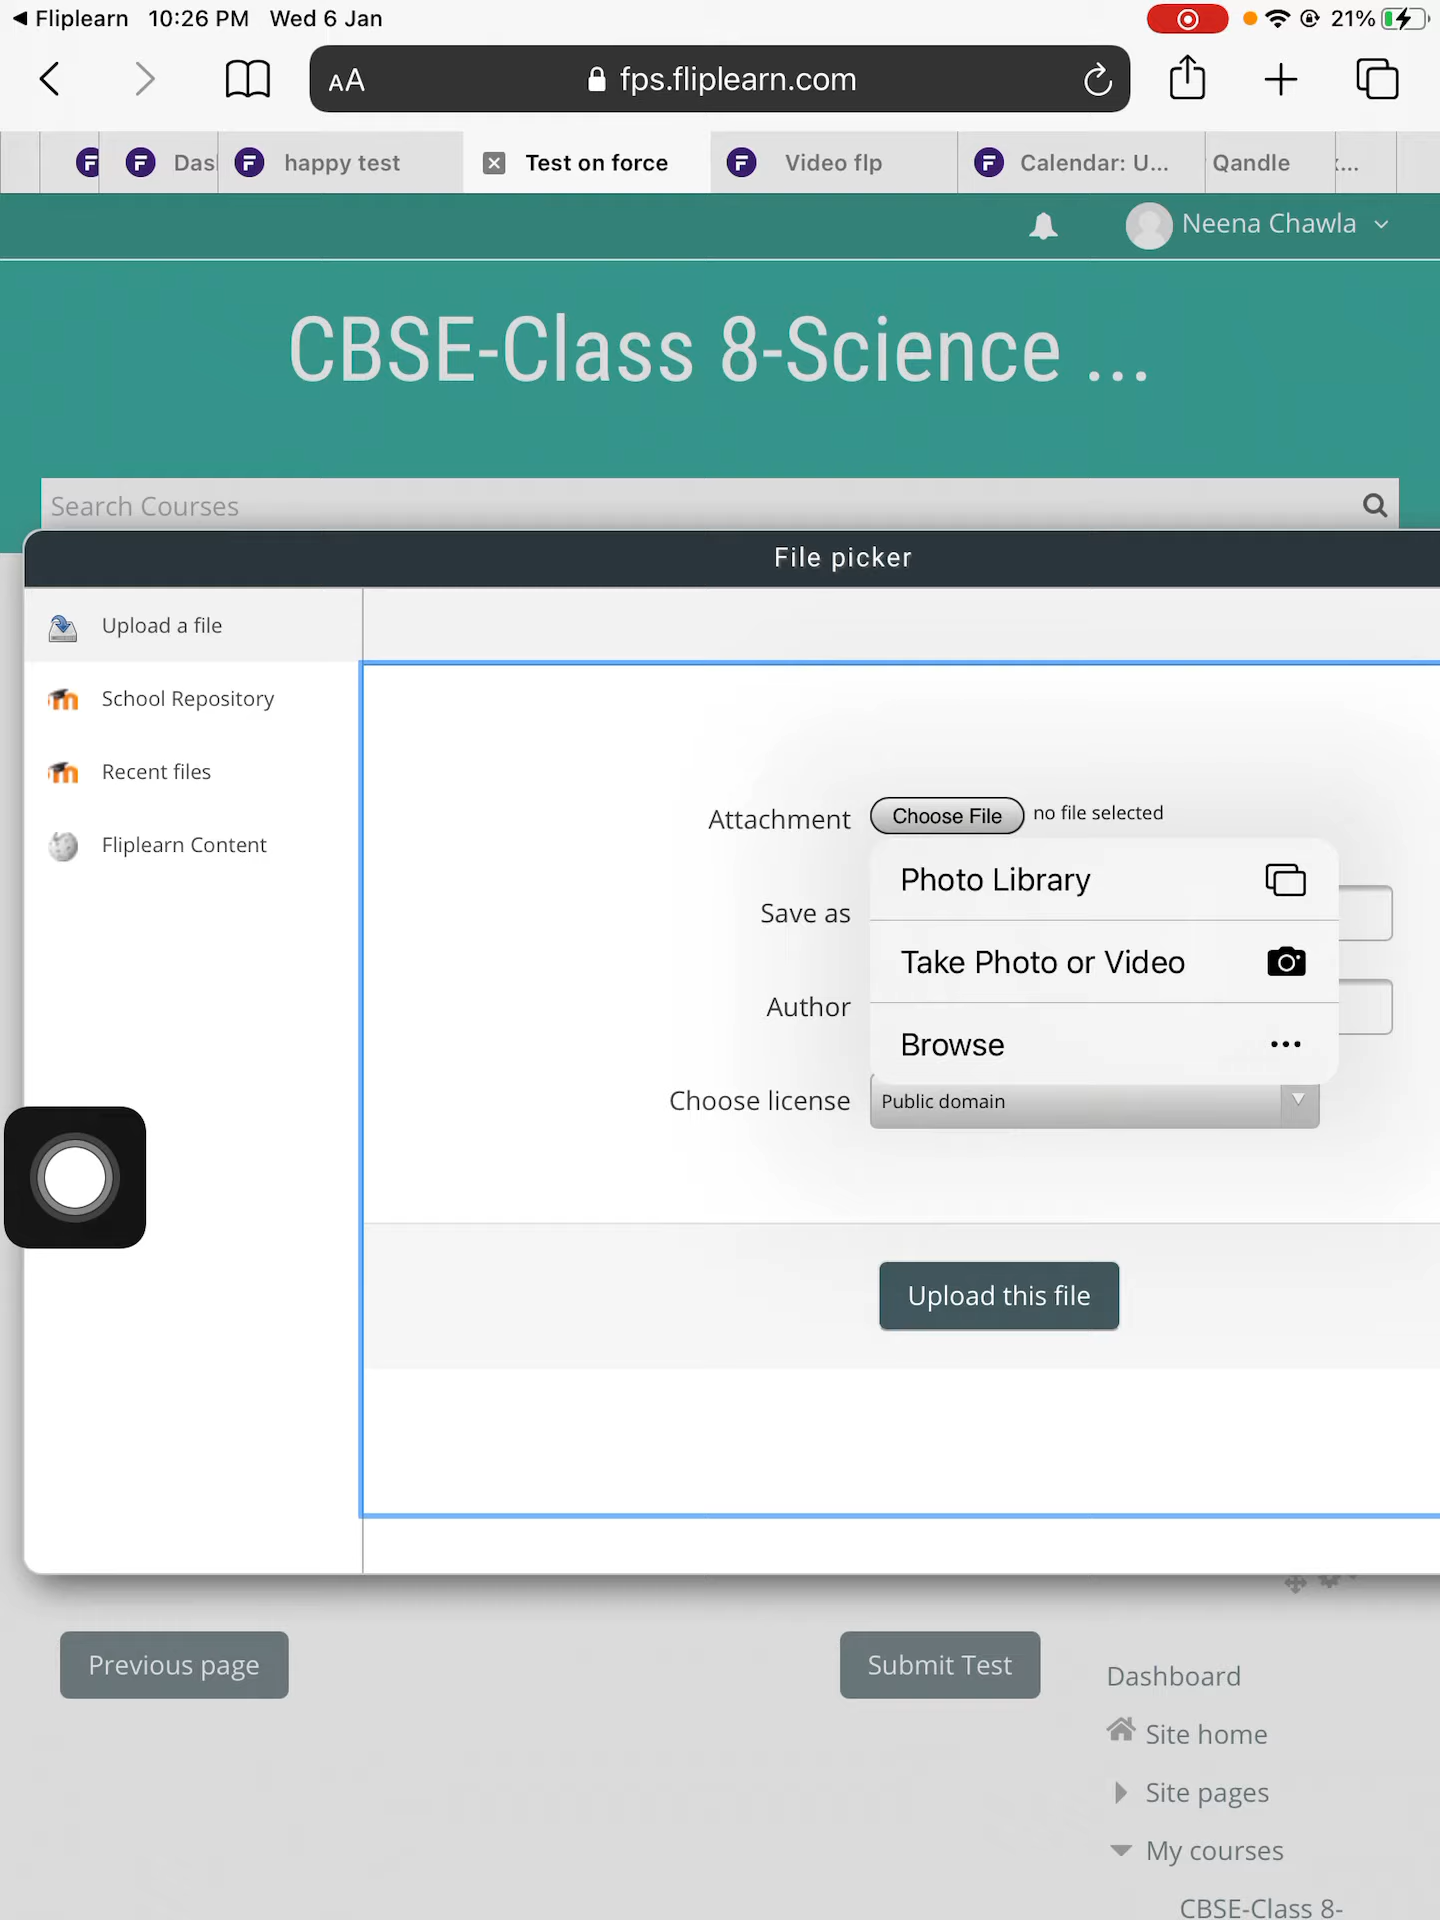 Fliplearn 10:26 PM Wed 6 Jan 21%
AA fps.fliplearn.com
Das happy test Test on force Video flp Calendar: U... Qandle ...
Neena Chawla
CBSE-Class 8-Science ...
Search Courses
File picker
Upload a file
School Repository
Recent files
Fliplearn Content
Attachment Choose File no file selected
Photo Library
Save as
Take Photo or Video
Author
Browse
Choose license Public domain
Upload this file
Previous page Submit Test
Dashboard
Site home
Site pages
My courses
CBSE-Class 8-